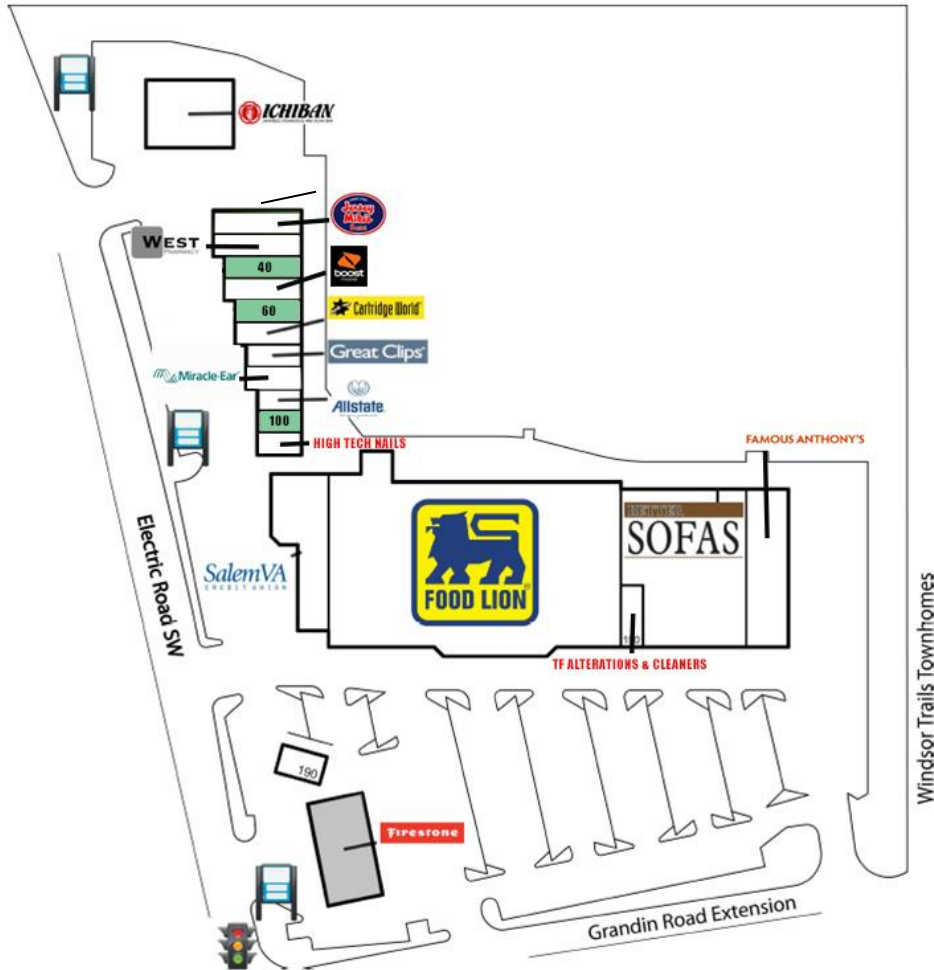 ICHIBAN
Jersey
Mike's
Subs
WEST
PHARMACY
40
boost
60
Cartridge World
Great Clips
Miracle-Ear
Allstate
100
HIGH TECH NAILS
FAMOUS ANTHONY'S
SOFAS
FOOD LION
SalemVA
CREDIT UNION
Electric Road SW
TF ALTERATIONS & CLEANERS
Windsor Trails Townhomes
190
Firestone
Grandin Road Extension